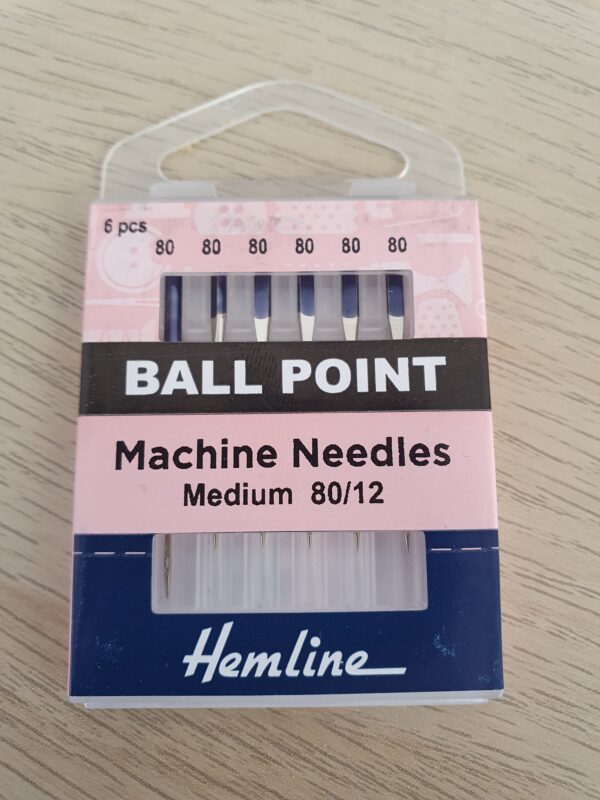 6 pcs
80 80 80 80 80 80
BALL POINT
Machine Needles
Medium 80/12
Hemline